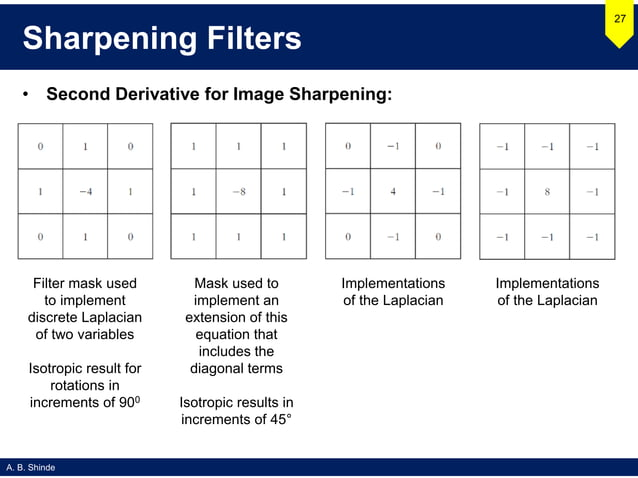 27
Sharpening Filters
• Second Derivative for Image Sharpening:
0 1 0
1 −4 1
0 1 0
1 1 1
1 −8 1
1 1 1
0 −1 0
−1 4 −1
0 −1 0
−1 −1 −1
−1 8 −1
−1 −1 −1
Filter mask used
to implement
discrete Laplacian
of two variables
Isotropic result for
rotations in
increments of 90⁰
Mask used to
implement an
extension of this
equation that
includes the
diagonal terms
Isotropic results in
increments of 45°
Implementations
of the Laplacian
Implementations
of the Laplacian
A. B. Shinde